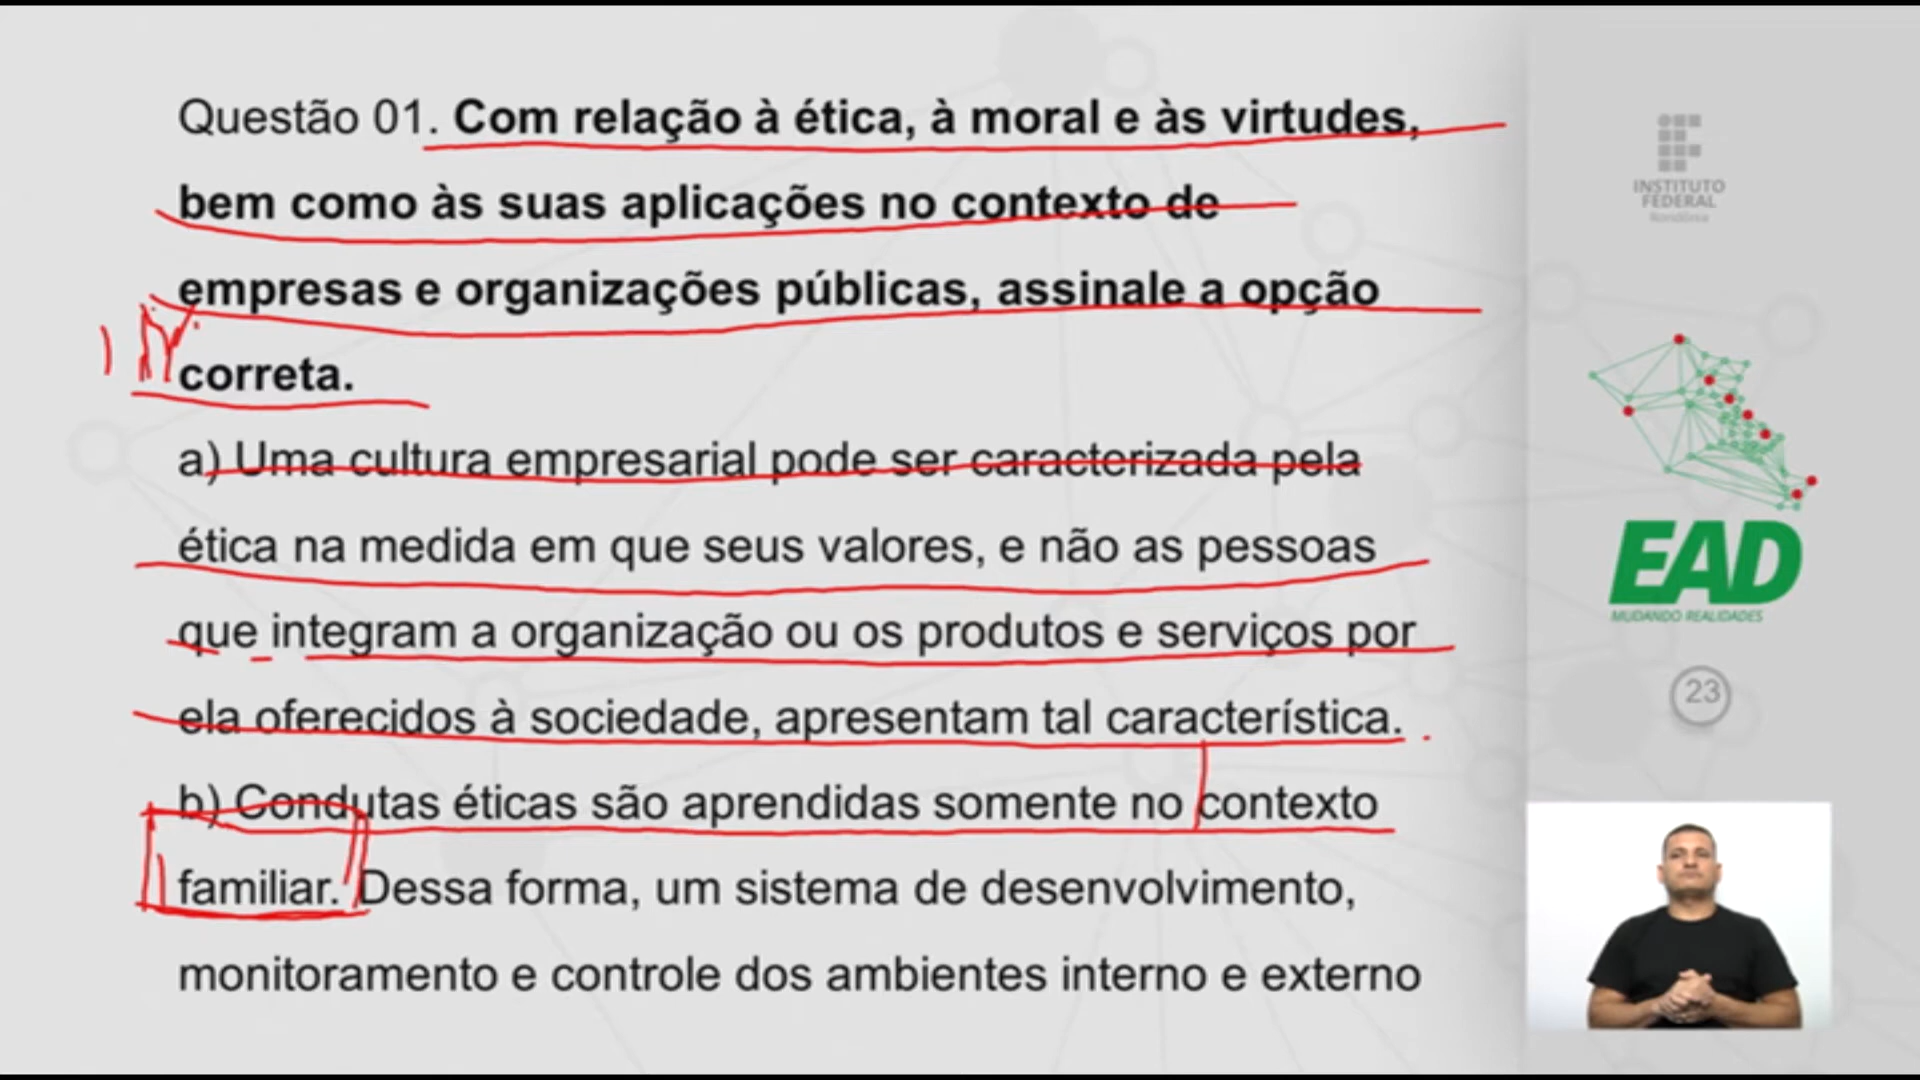 Questão 01. Com relação à ética, à moral e às virtudes,
bem como às suas aplicações no contexto de
empresas e organizações públicas, assinale a opção
correta.
a) Uma cultura empresarial pode ser caracterizada pela
ética na medida em que seus valores, e não as pessoas
que integram a organização ou os produtos e serviços por
ela oferecidos à sociedade, apresentam tal característica.
b) Condutas éticas são aprendidas somente no contexto
familiar. Dessa forma, um sistema de desenvolvimento,
monitoramento e controle dos ambientes interno e externo
INSTITUTO
FEDERAL
Rondônia
EAD
MUDANDO REALIDADES
23